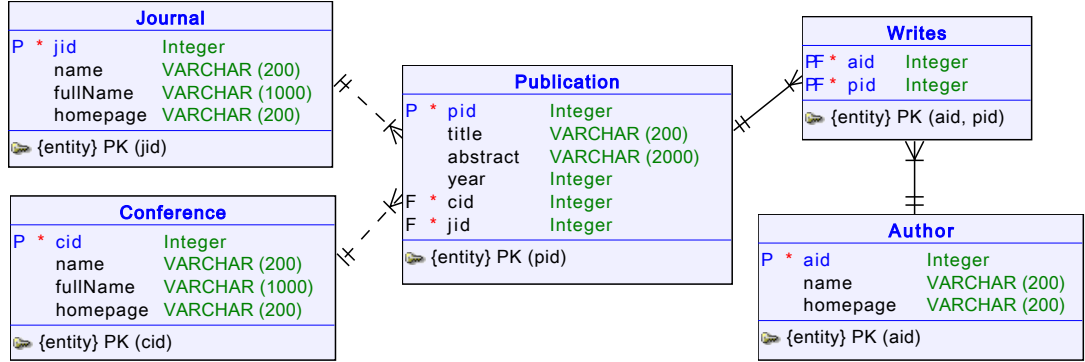 Journal
P * jid Integer
name VARCHAR (200)
fullName VARCHAR (1000)
homepage VARCHAR (200)
{entity} PK (jid)
Conference
P * cid Integer
name VARCHAR (200)
fullName VARCHAR (1000)
homepage VARCHAR (200)
{entity} PK (cid)
Publication
P * pid Integer
title VARCHAR (200)
abstract VARCHAR (2000)
year Integer
F * cid Integer
F * jid Integer
{entity} PK (pid)
Writes
PF * aid Integer
PF * pid Integer
{entity} PK (aid, pid)
Author
P * aid Integer
name VARCHAR (200)
homepage VARCHAR (200)
{entity} PK (aid)